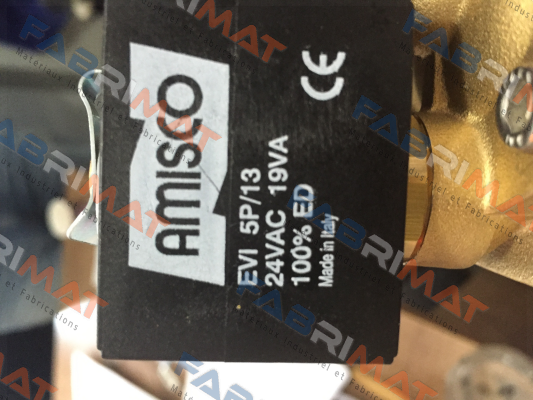 AMISCO
EVI 5P/13
24VAC 19VA
100% ED
Made in Italy
CE
FABRIMAT
FABRIMAT
FABRIMAT
FABRIMAT